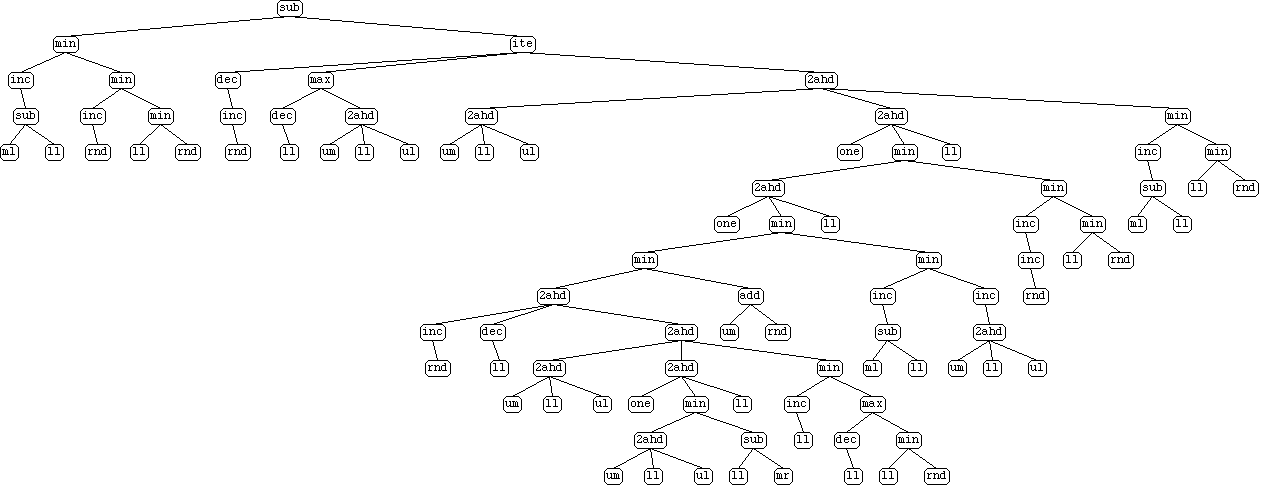 sub
min ite
inc min dec max 2ahd
sub inc min inc dec 2ahd 2ahd 2ahd min
ml ll rnd ll rnd rnd ll um ll ul um ll ul one min ll inc min
2ahd min sub ll rnd
one min ll inc min ml ll
min min inc ll rnd
2ahd add inc inc rnd
inc dec 2ahd um rnd sub 2ahd
rnd ll 2ahd 2ahd min ml ll um ll ul
um ll ul one min ll inc max
2ahd sub ll dec min
um ll ul ll mr ll ll rnd